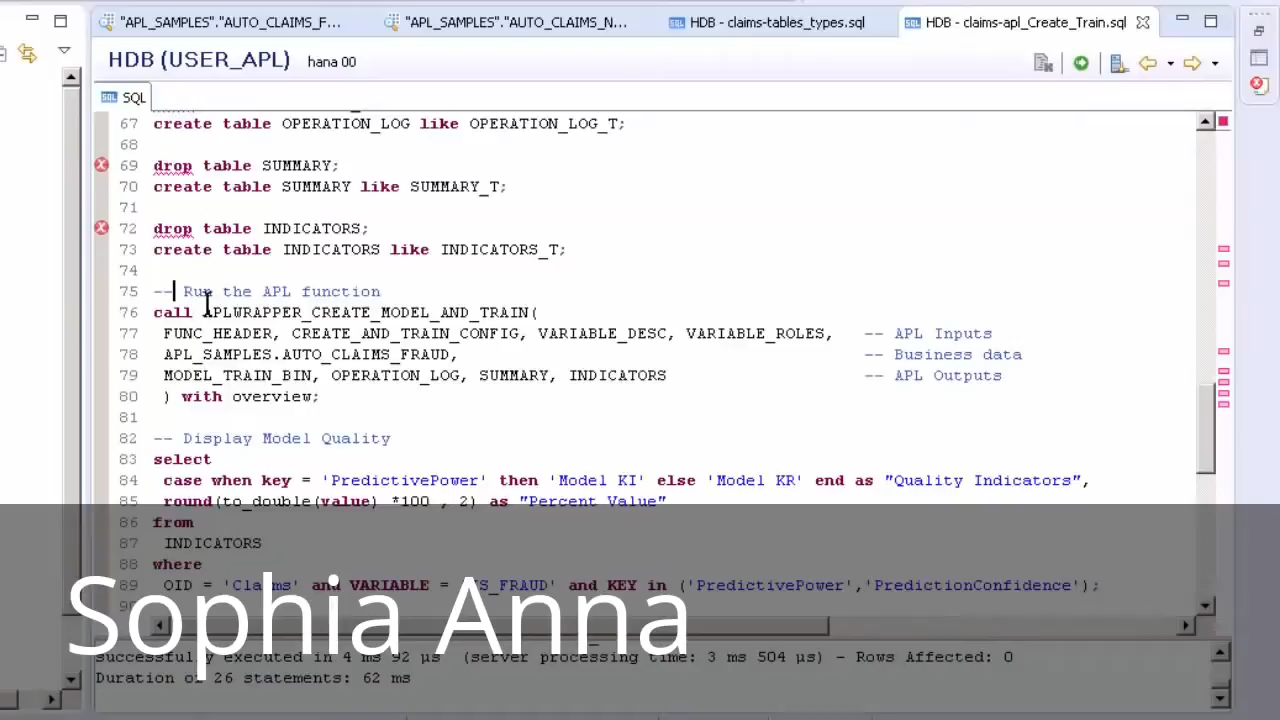 "APL_SAMPLES"."AUTO_CLAIMS_F...
"APL_SAMPLES"."AUTO_CLAIMS_N...
HDB - claims-tables_types.sql
HDB - claims-apl_Create_Train.sql
HDB (USER_APL) hana 00
SQL
67 create table OPERATION_LOG like OPERATION_LOG_T;
68
69 drop table SUMMARY;
70 create table SUMMARY like SUMMARY_T;
71
72 drop table INDICATORS;
73 create table INDICATORS like INDICATORS_T;
74
75 -- Run the APL function
76 call APLWRAPPER_CREATE_MODEL_AND_TRAIN(
77 FUNC_HEADER, CREATE_AND_TRAIN_CONFIG, VARIABLE_DESC, VARIABLE_ROLES, -- APL Inputs
78 APL_SAMPLES.AUTO_CLAIMS_FRAUD, -- Business data
79 MODEL_TRAIN_BIN, OPERATION_LOG, SUMMARY, INDICATORS -- APL Outputs
80 ) with overview;
81
82 -- Display Model Quality
83 select
84 case when key = 'PredictivePower' then 'Model KI' else 'Model KR' end as "Quality Indicators",
85 round(to_double(value) *100 , 2) as "Percent Value"
86 from
87 INDICATORS
88 where
89 OID = 'Claims' and VARIABLE = 'IS_FRAUD' and KEY in ('PredictivePower','PredictionConfidence');
Sophia Anna
successfully executed in 4 ms 92 µs (server processing time: 3 ms 504 µs) - Rows Affected: 0
Duration of 26 statements: 62 ms